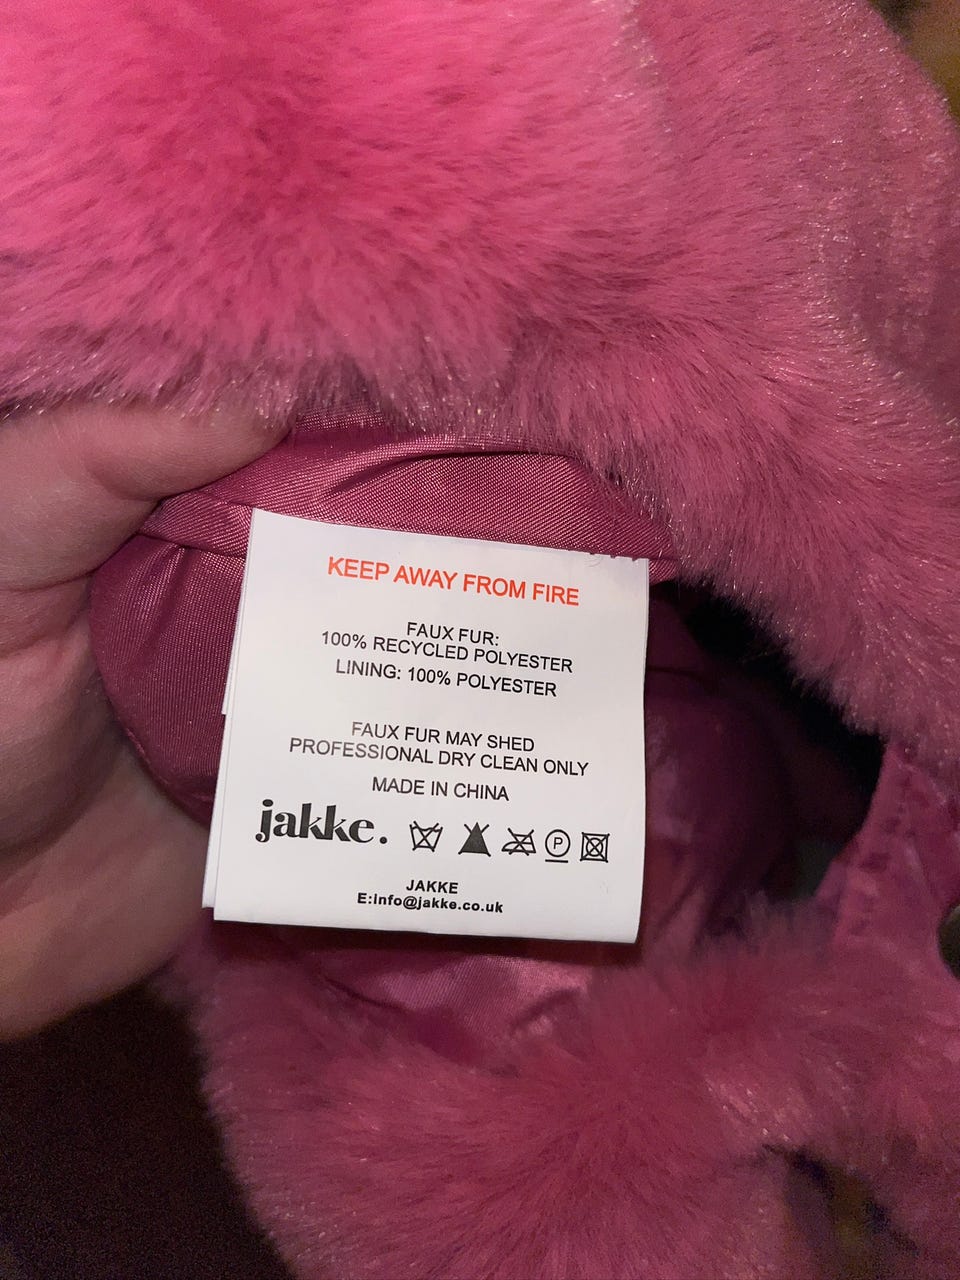 KEEP AWAY FROM FIRE
FAUX FUR:
100% RECYCLED POLYESTER
LINING: 100% POLYESTER
FAUX FUR MAY SHED
PROFESSIONAL DRY CLEAN ONLY
MADE IN CHINA
jakke. P
JAKKE
E:info@jakke.co.uk